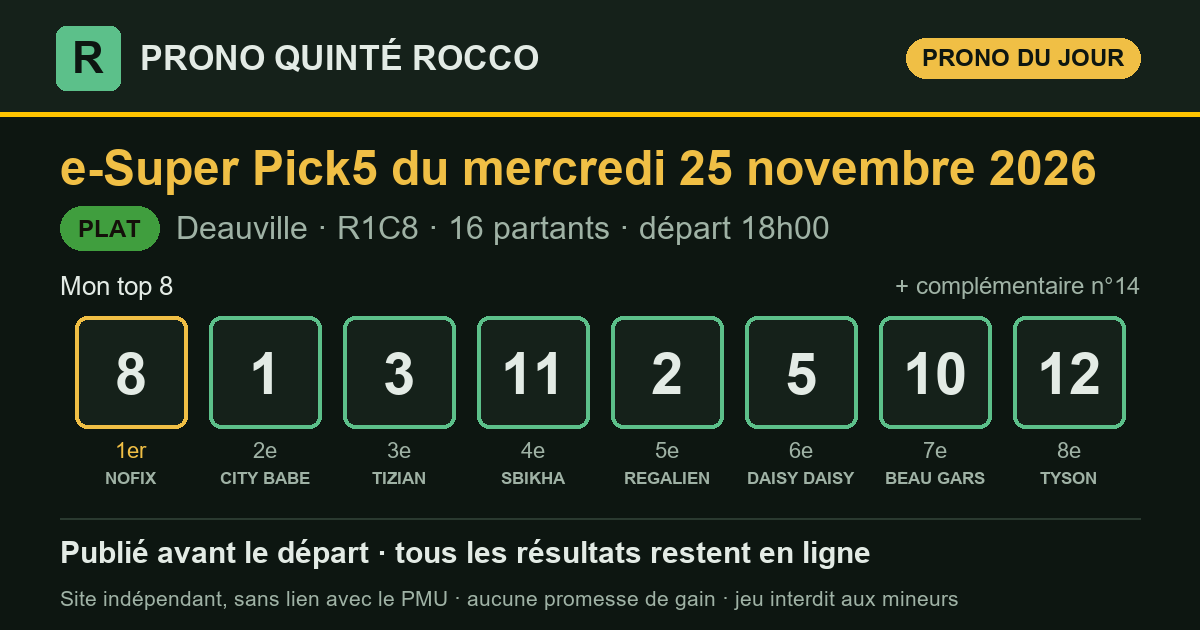 R PRONO QUINTÉ ROCCO PRONO DU JOUR
e-Super Pick5 du mercredi 25 novembre 2026
PLAT Deauville · R1C8 · 16 partants · départ 18h00
Mon top 8 + complémentaire n°14
8 1 3 11 2 5 10 12
1er 2e 3e 4e 5e 6e 7e 8e
NOFIX CITY BABE TIZIAN SBIKHA REGALIEN DAISY DAISY BEAU GARS TYSON
Publié avant le départ · tous les résultats restent en ligne
Site indépendant, sans lien avec le PMU · aucune promesse de gain · jeu interdit aux mineurs